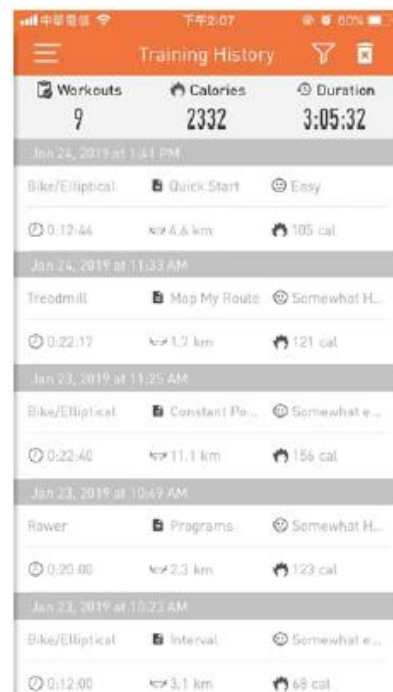 中華電信 下午2:07 60%
Training History
Workouts Calories Duration
9 2332 3:05:32
Jan 24, 2019 at 1:41 PM
Bike/Elliptical Quick Start Easy
0:12:44 6.6 km 105 cal
Jan 24, 2019 at 11:33 AM
Treadmill Map My Route Somewhat H...
0:22:17 1.7 km 121 cal
Jan 23, 2019 at 11:25 AM
Bike/Elliptical Constant Po... Somewhat e...
0:22:40 11.1 km 156 cal
Jan 23, 2019 at 10:49 AM
Rower Programs Somewhat H...
0:20:00 2.3 km 123 cal
Jan 23, 2019 at 10:23 AM
Bike/Elliptical Interval Somewhat e...
0:12:00 3.1 km 68 cal